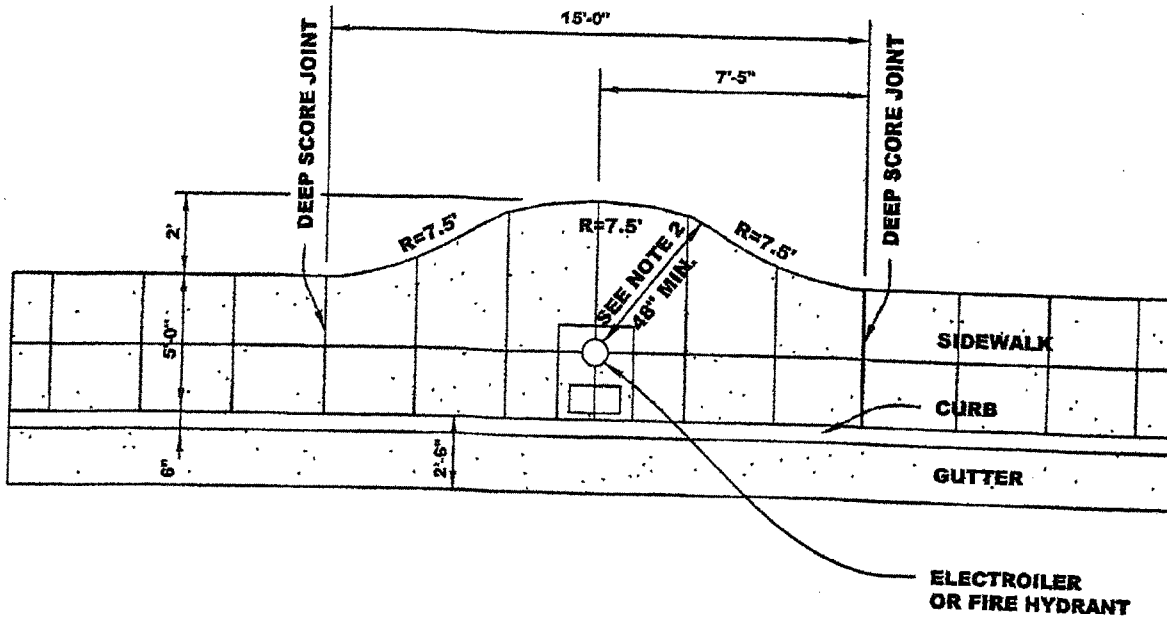 15'-0"
7'-5"
DEEP SCORE JOINT
DEEP SCORE JOINT
2'
R=7.5'
R=7.5'
R=7.5'
SEE NOTE 2
48" MIN.
5'-0"
SIDEWALK
CURB
6"
2'-6"
GUTTER
ELECTROILER
OR FIRE HYDRANT